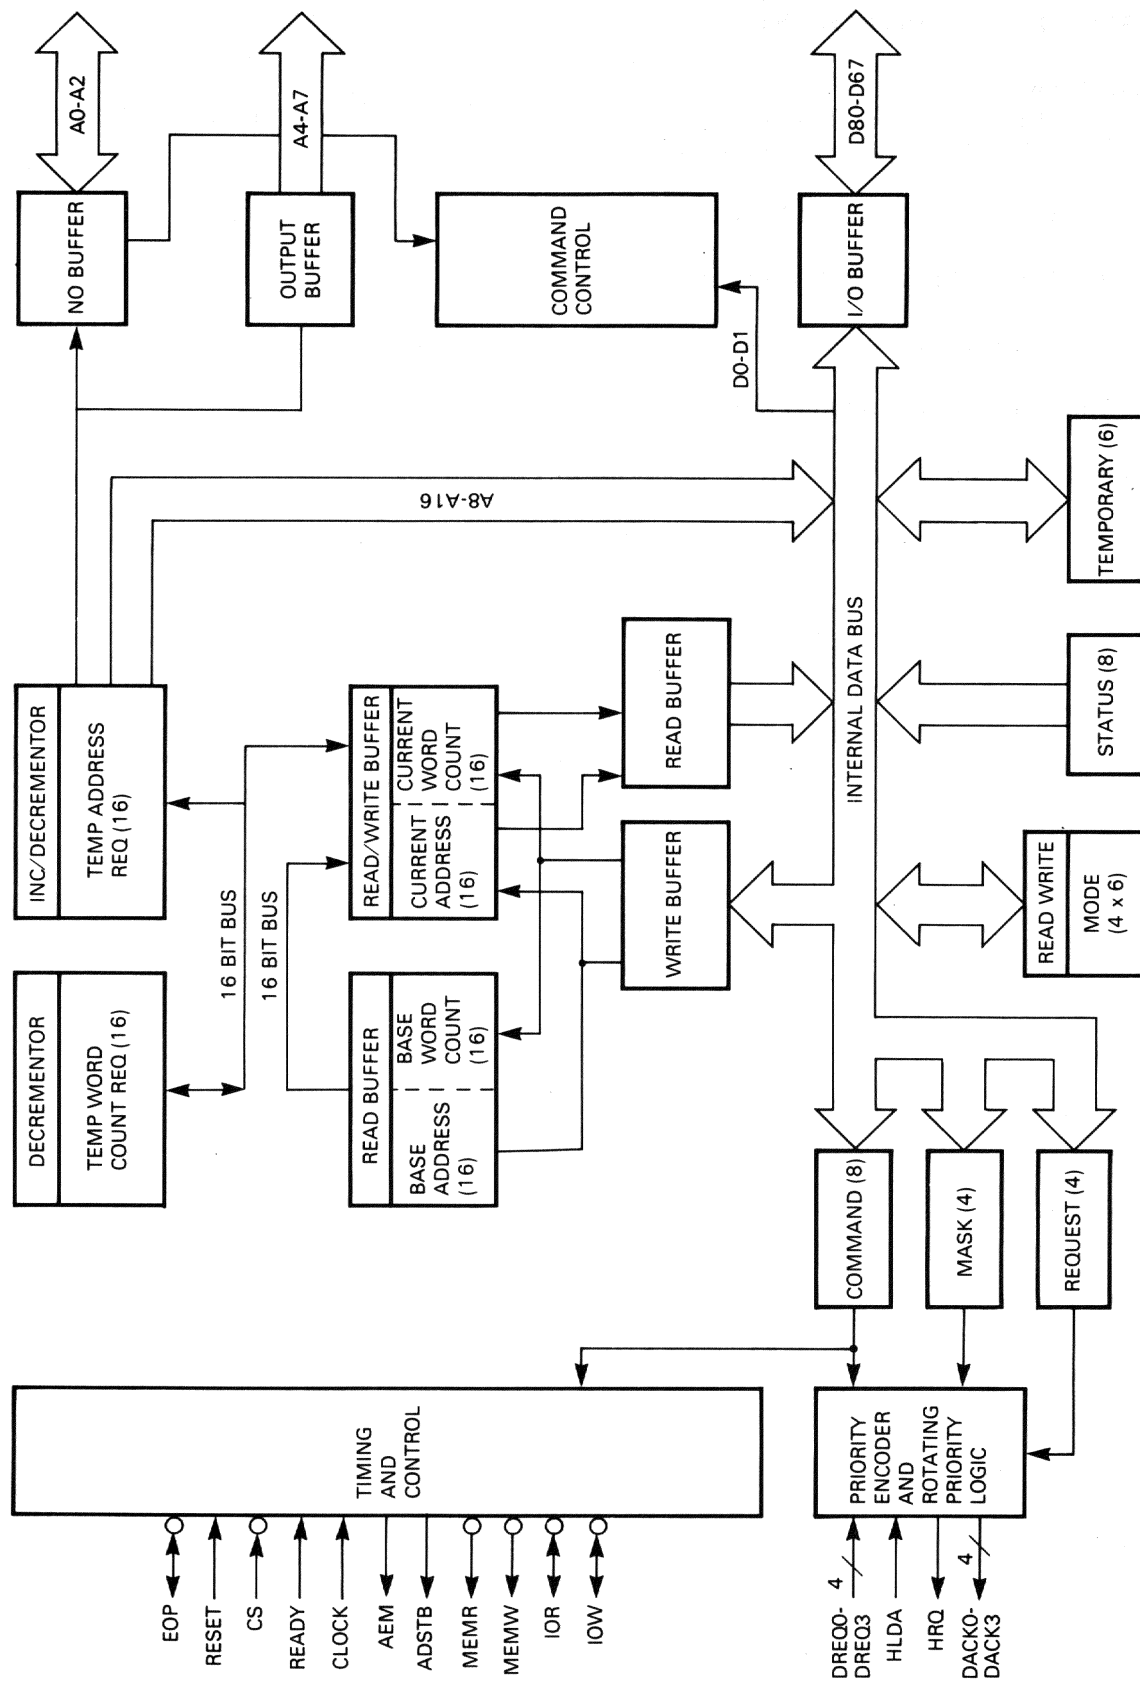 EOP
RESET
CS
READY
CLOCK
AEM
ADSTB
MEMR
MEMW
IOR
IOW
TIMING
AND
CONTROL
DREQ0-
DREQ3
4
HLDA
HRQ
DACK0-
DACK3
4
PRIORITY
ENCODER
AND
ROTATING
PRIORITY
LOGIC
COMMAND (8)
MASK (4)
REQUEST (4)
DECREMENTOR
TEMP WORD
COUNT REQ (16)
INC/DECREMENTOR
TEMP ADDRESS
REQ (16)
16 BIT BUS
16 BIT BUS
READ BUFFER
BASE
ADDRESS
(16)
BASE
WORD
COUNT
(16)
READ/WRITE BUFFER
CURRENT
ADDRESS
(16)
CURRENT
WORD
COUNT
(16)
WRITE BUFFER
READ BUFFER
A8-A16
INTERNAL DATA BUS
READ WRITE
MODE
(4 x 6)
STATUS (8)
TEMPORARY (6)
D0-D1
NO BUFFER
A0-A2
OUTPUT
BUFFER
A4-A7
COMMAND
CONTROL
I/O BUFFER
D80-D67